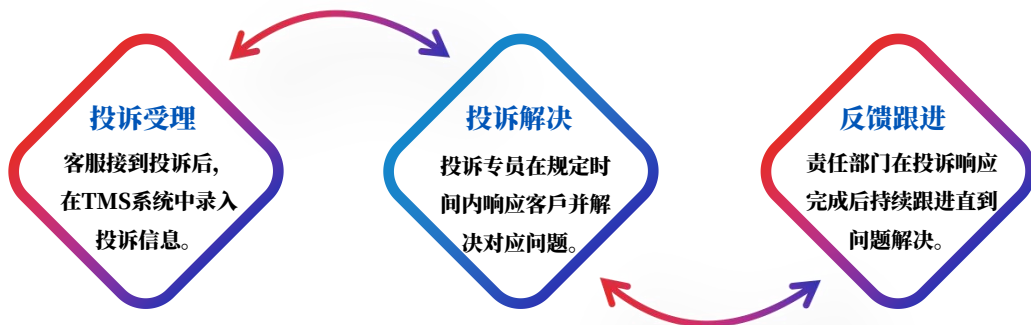 投诉受理
客服接到投诉后，
在TMS系统中录入
投诉信息。
投诉解决
投诉专员在规定时
间内响应客戶并解
决对应问题。
反馈跟进
责任部门在投诉响应
完成后持续跟进直到
问题解决。